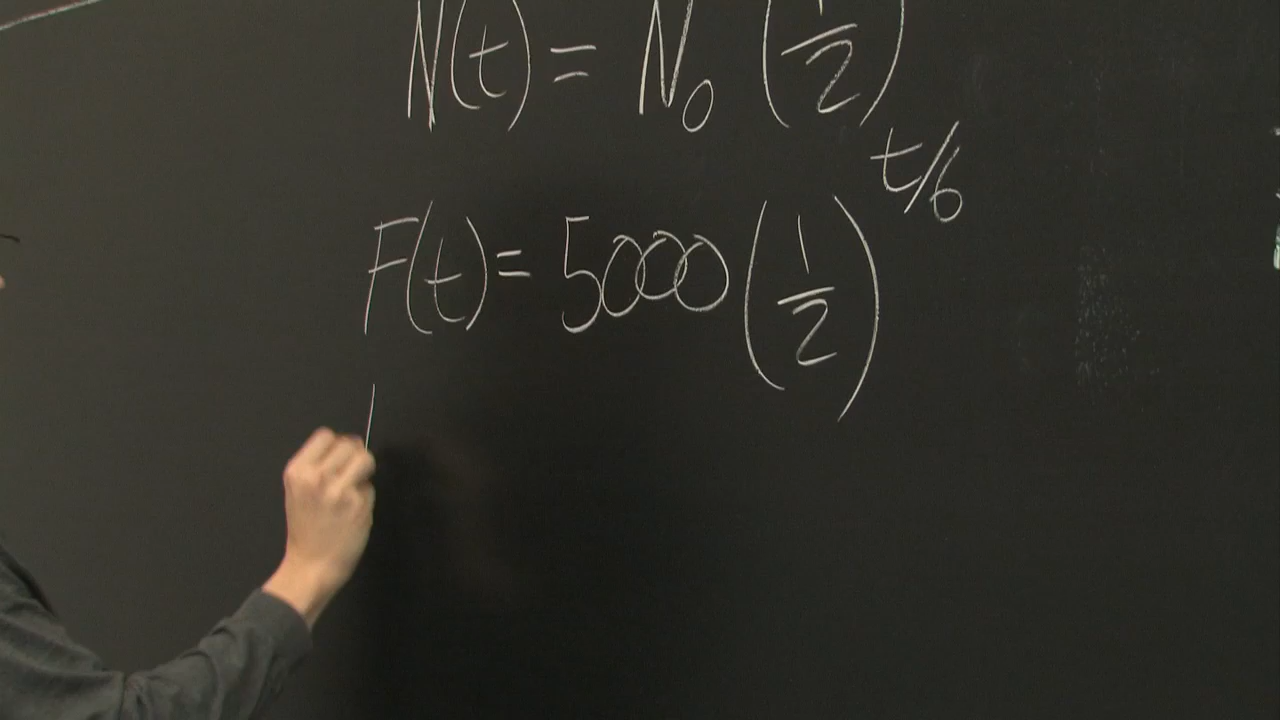 N(t) = N₀ (1/2)
F(t) = 5000 (1/2)^(t/6)